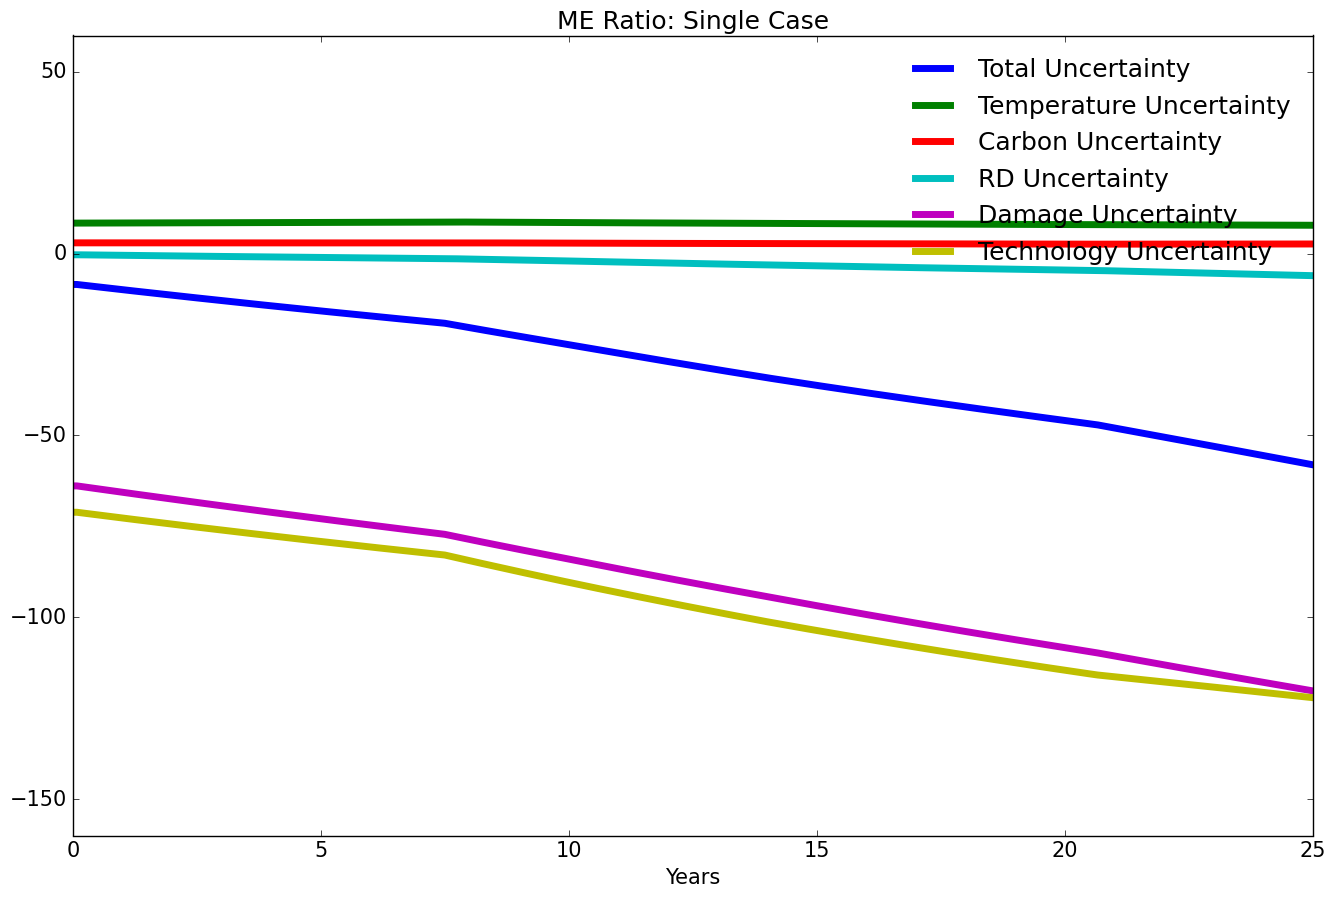 ME Ratio: Single Case
50
0
−50
−100
−150
Total Uncertainty
Temperature Uncertainty
Carbon Uncertainty
RD Uncertainty
Damage Uncertainty
Technology Uncertainty
0 5 10 15 20 25
Years